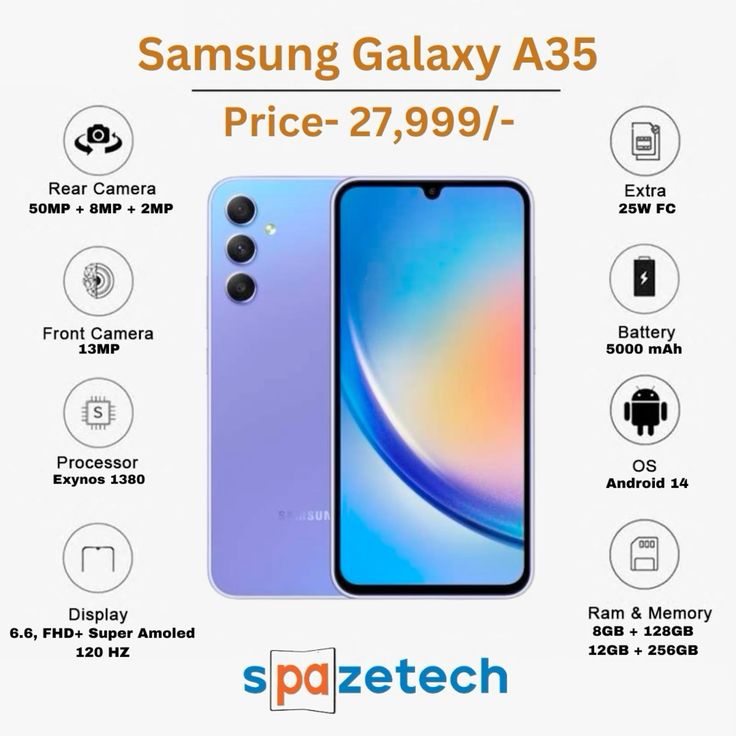 Samsung Galaxy A35
Price- 27,999/-
Rear Camera
50MP + 8MP + 2MP
Front Camera
13MP
S
Processor
Exynos 1380
Display
6.6, FHD+ Super Amoled
120 HZ
SAMSUN
Extra
25W FC
Battery
5000 mAh
OS
Android 14
Ram & Memory
8GB + 128GB
12GB + 256GB
spazetech